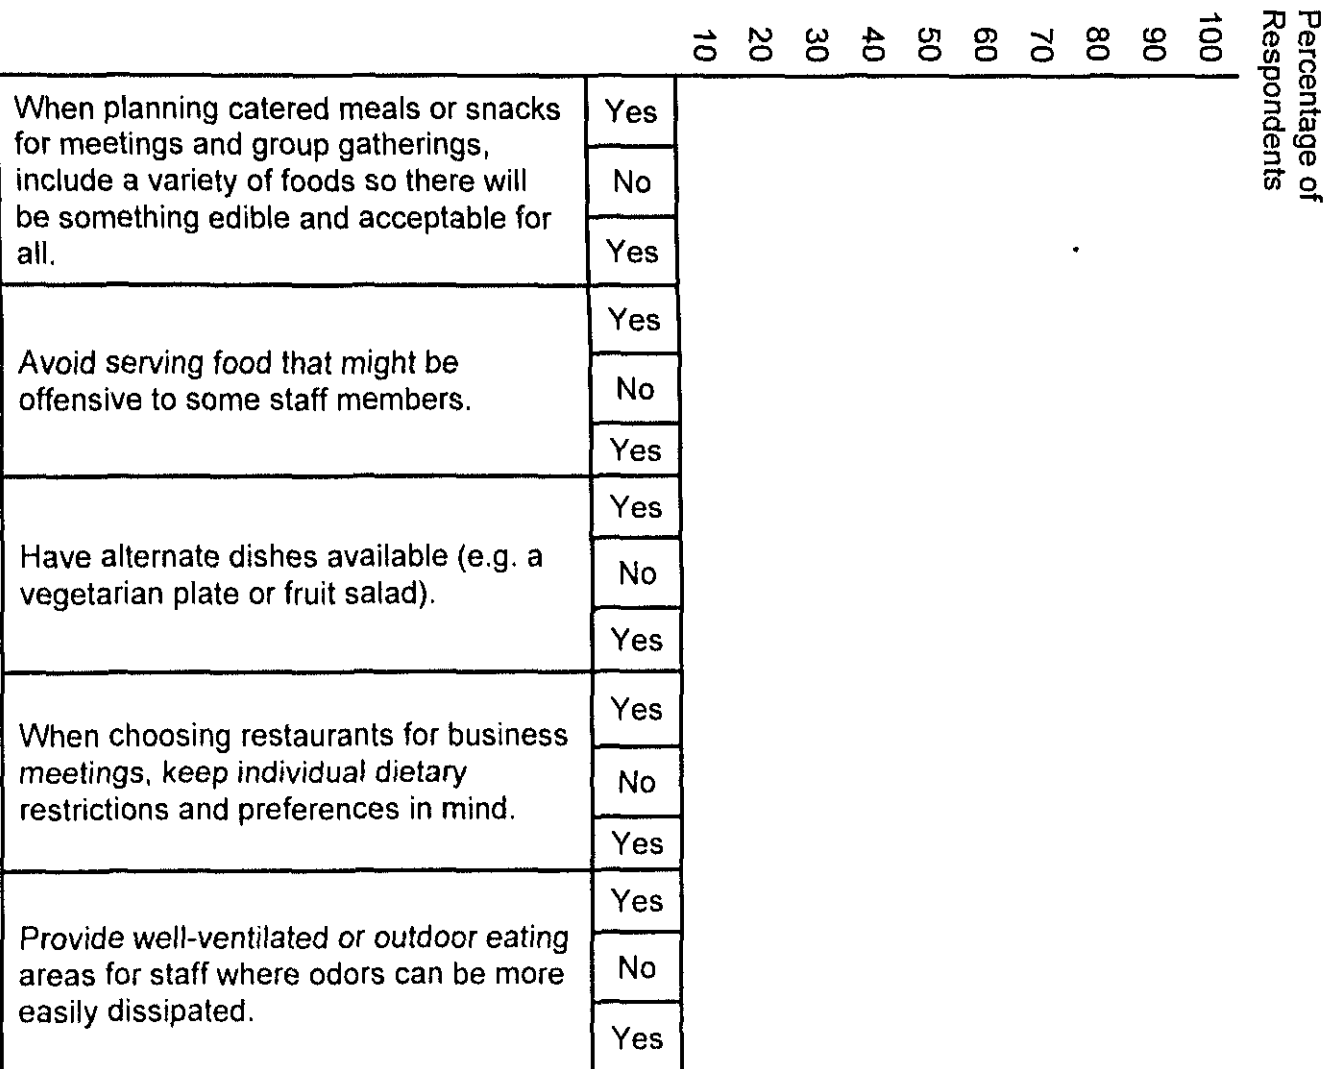 Percentage of
Respondents
100
90
80
70
60
50
40
30
20
10
When planning catered meals or snacks
for meetings and group gatherings,
include a variety of foods so there will
be something edible and acceptable for
all.
Yes
No
Yes
Avoid serving food that might be
offensive to some staff members.
Yes
No
Yes
Have alternate dishes available (e.g. a
vegetarian plate or fruit salad).
Yes
No
Yes
When choosing restaurants for business
meetings, keep individual dietary
restrictions and preferences in mind.
Yes
No
Yes
Provide well-ventilated or outdoor eating
areas for staff where odors can be more
easily dissipated.
Yes
No
Yes